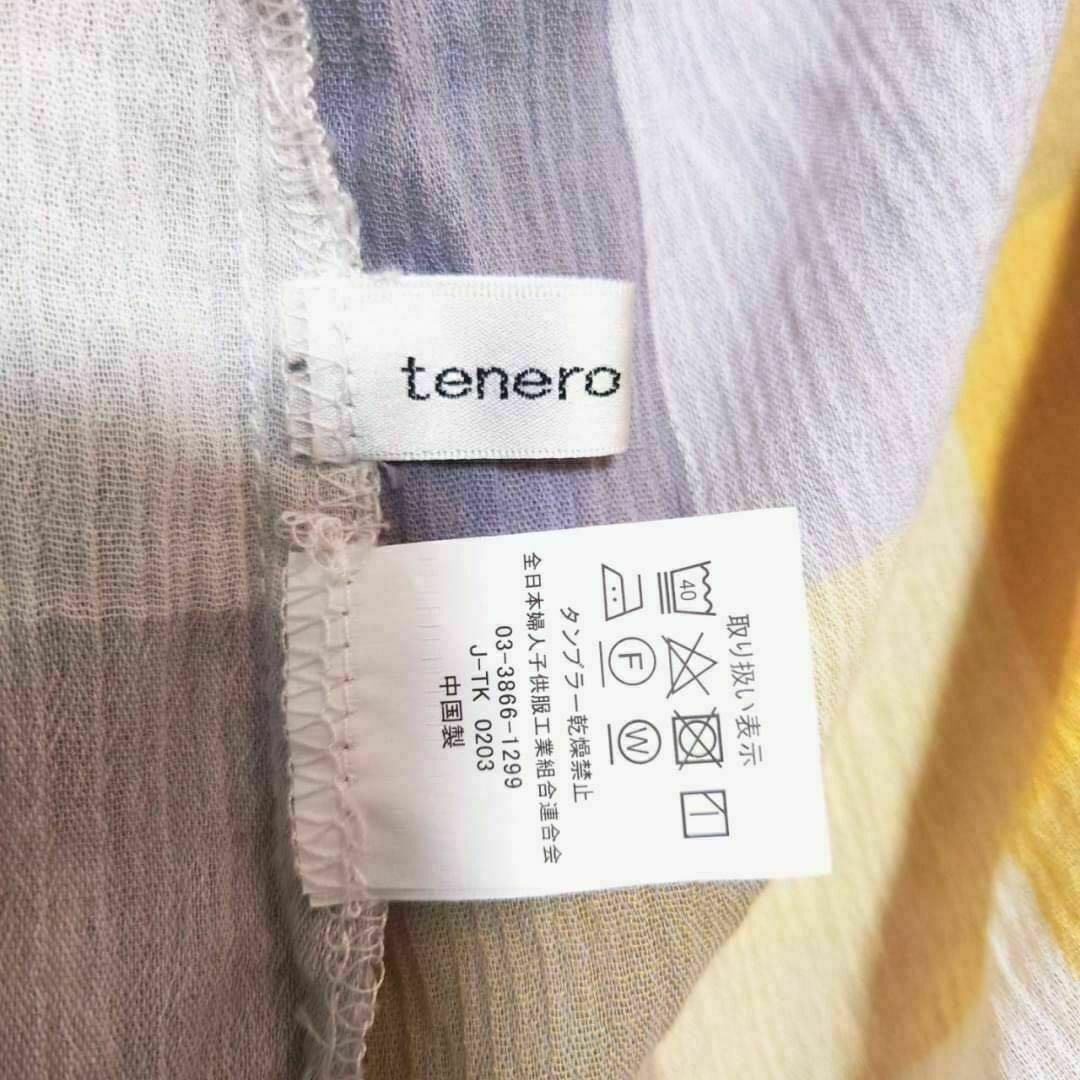 tenero
取り扱い表示
40
F
W
タンブラー乾燥禁止
全日本婦人子供服工業組合連合会
03-3866-1299
J-TK 0203
中国製